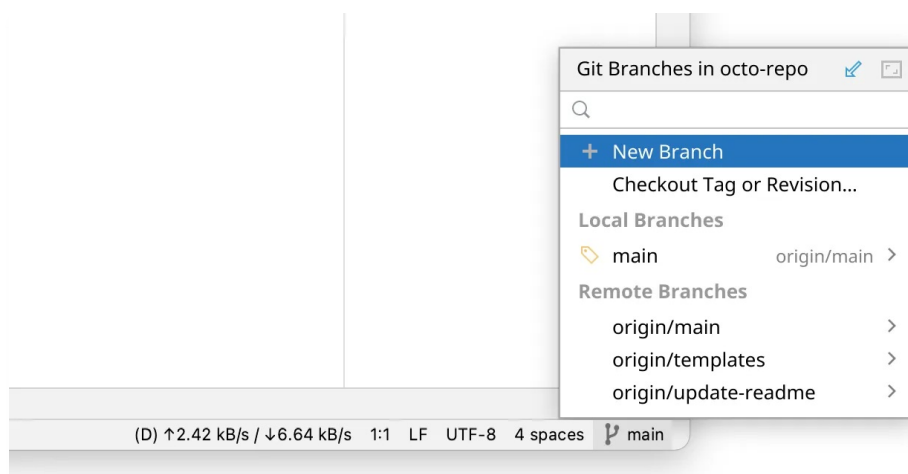 Git Branches in octo-repo
New Branch
Checkout Tag or Revision...
Local Branches
main origin/main
Remote Branches
origin/main
origin/templates
origin/update-readme
(D) ↑2.42 kB/s / ↓6.64 kB/s 1:1 LF UTF-8 4 spaces main